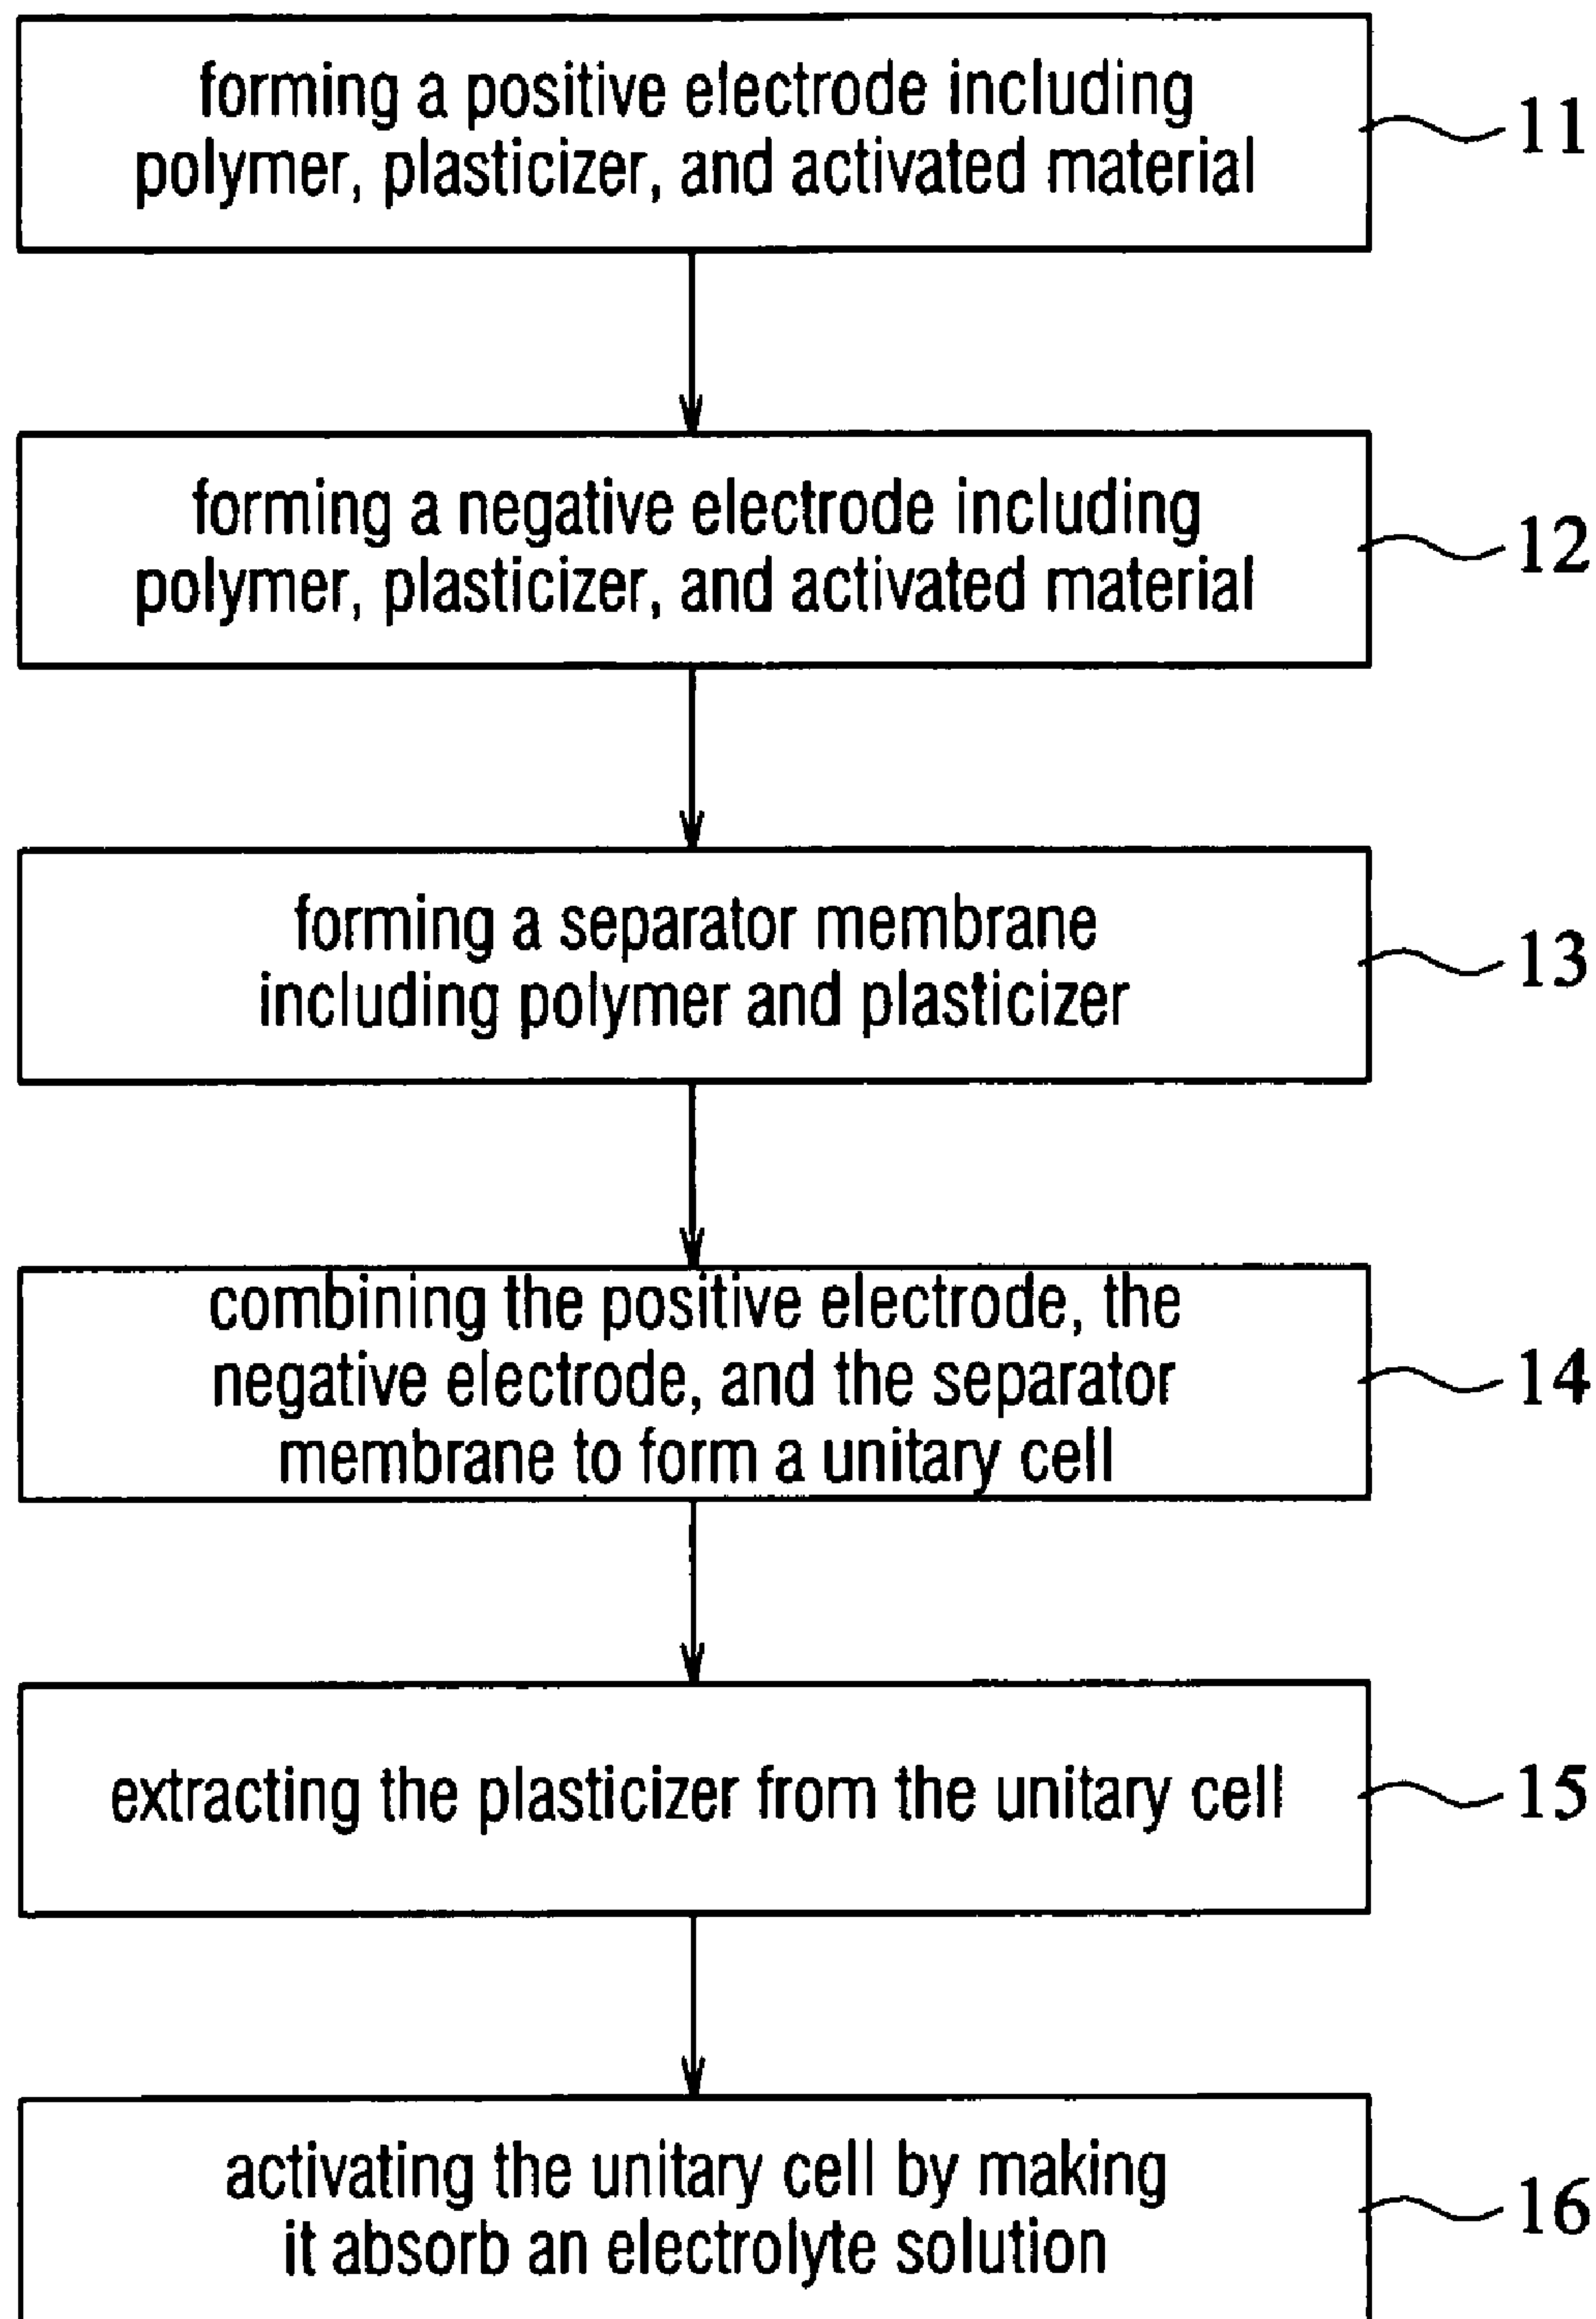 forming a positive electrode including
polymer, plasticizer, and activated material
11
forming a negative electrode including
polymer, plasticizer, and activated material
12
forming a separator membrane
including polymer and plasticizer
13
combining the positive electrode, the
negative electrode, and the separator
membrane to form a unitary cell
14
extracting the plasticizer from the unitary cell
15
activating the unitary cell by making
it absorb an electrolyte solution
16